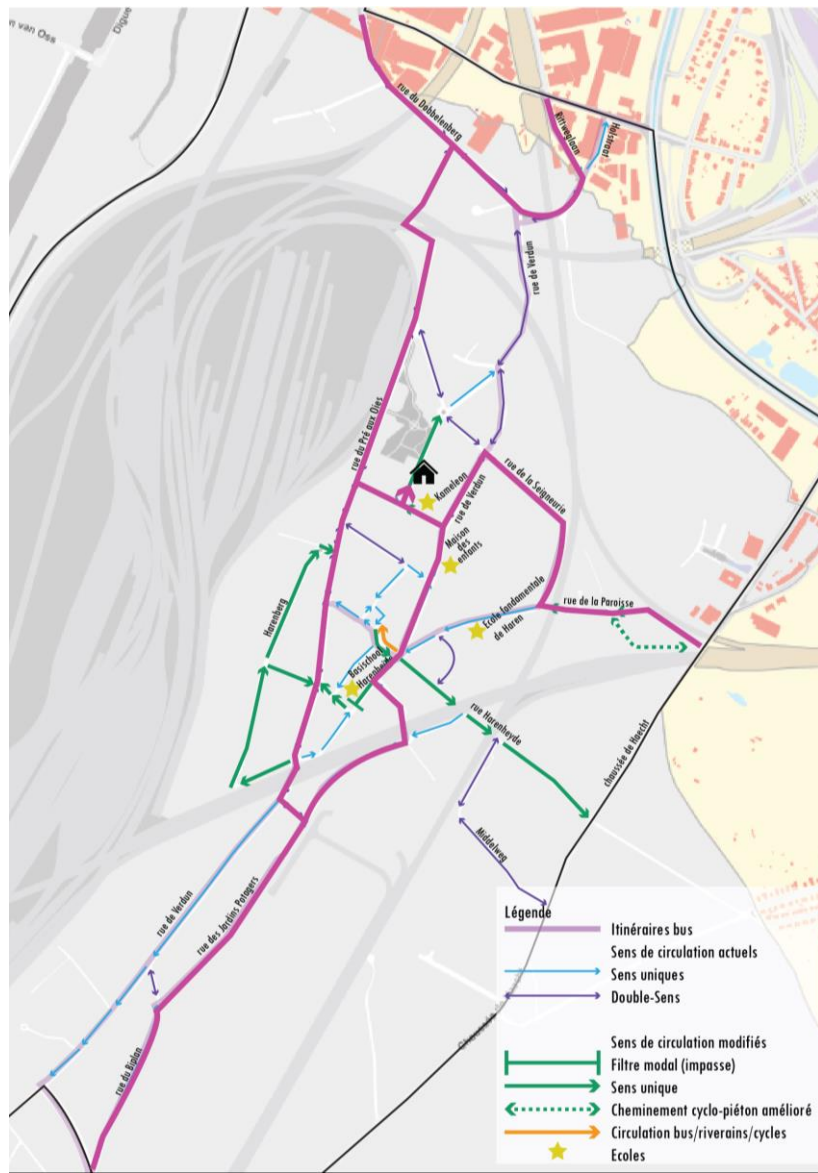 an van Oss
Digue
rue du Dobbelenberg
Rittweglaan
Holstraat
rue de Verdun
rue du Pré aux Oies
Kameleon
rue de Verdun
rue de la Seigneurie
Maison
des
enfants
Harenberg
Ecole fondamentale
de Haren
rue de la Paroisse
Basischool
Harenheyde
rue Harenheyde
chaussée de Haecht
Middelweg
rue de Verdun
rue des Jardins Potagers
rue du Biplan
Légende
Itinéraires bus
Sens de circulation actuels
Sens uniques
Double-Sens
Sens de circulation modifiés
Filtre modal (impasse)
Sens unique
Cheminement cyclo-piéton amélioré
Circulation bus/riverains/cycles
Ecoles